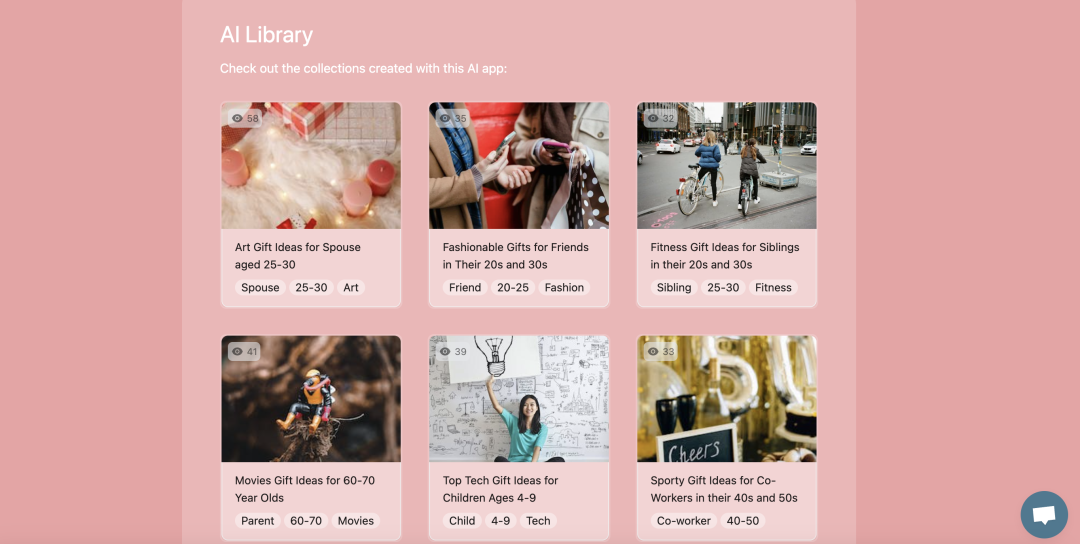 AI Library
Check out the collections created with this AI app:
58
35
32
Art Gift Ideas for Spouse
aged 25-30
Spouse 25-30 Art
Fashionable Gifts for Friends
in Their 20s and 30s
Friend 20-25 Fashion
Fitness Gift Ideas for Siblings
in their 20s and 30s
Sibling 25-30 Fitness
41
39
33
Cheers
Movies Gift Ideas for 60-70
Year Olds
Parent 60-70 Movies
Top Tech Gift Ideas for
Children Ages 4-9
Child 4-9 Tech
Sporty Gift Ideas for Co-
Workers in their 40s and 50s
Co-worker 40-50